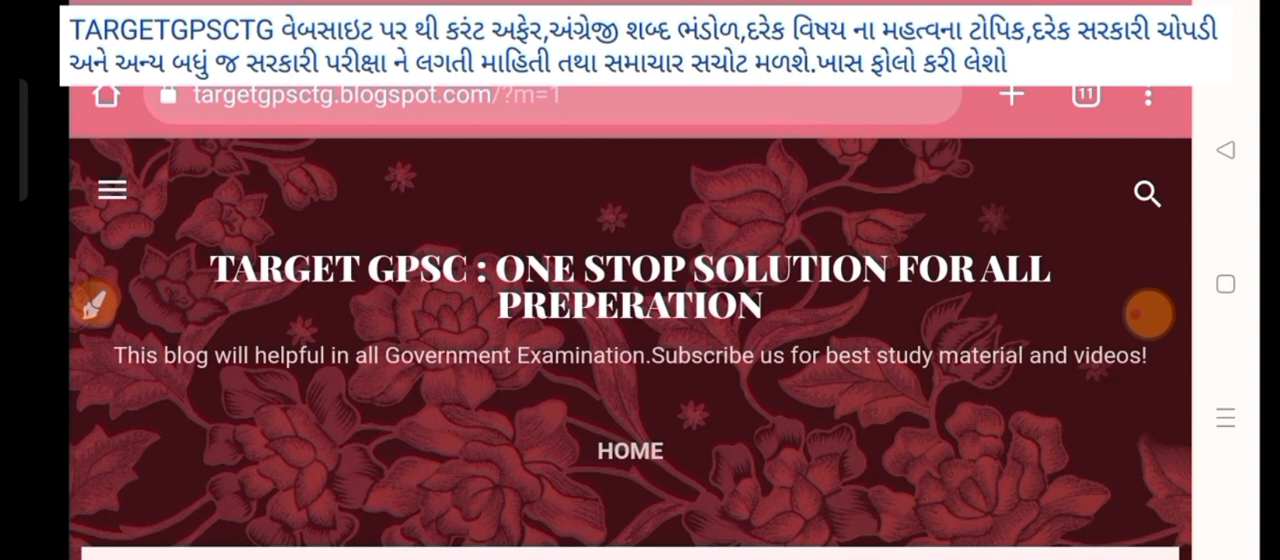 TARGETGPSCTG વેબસાઇટ પર થી કરંટ અફેર,અંગ્રેજી શબ્દ ભંડોળ,દરેક વિષય ના મહત્વના ટોપિક,દરેક સરકારી ચોપડી
અને અન્ય બધું જ સરકારી પરીક્ષા ને લગતી માહિતી તથા સમાચાર સચોટ મળશે.ખાસ ફોલો કરી લેશો
targetgpsctg.blogspot.com/?m=1
11
TARGET GPSC : ONE STOP SOLUTION FOR ALL
PREPERATION
This blog will helpful in all Government Examination.Subscribe us for best study material and videos!
HOME